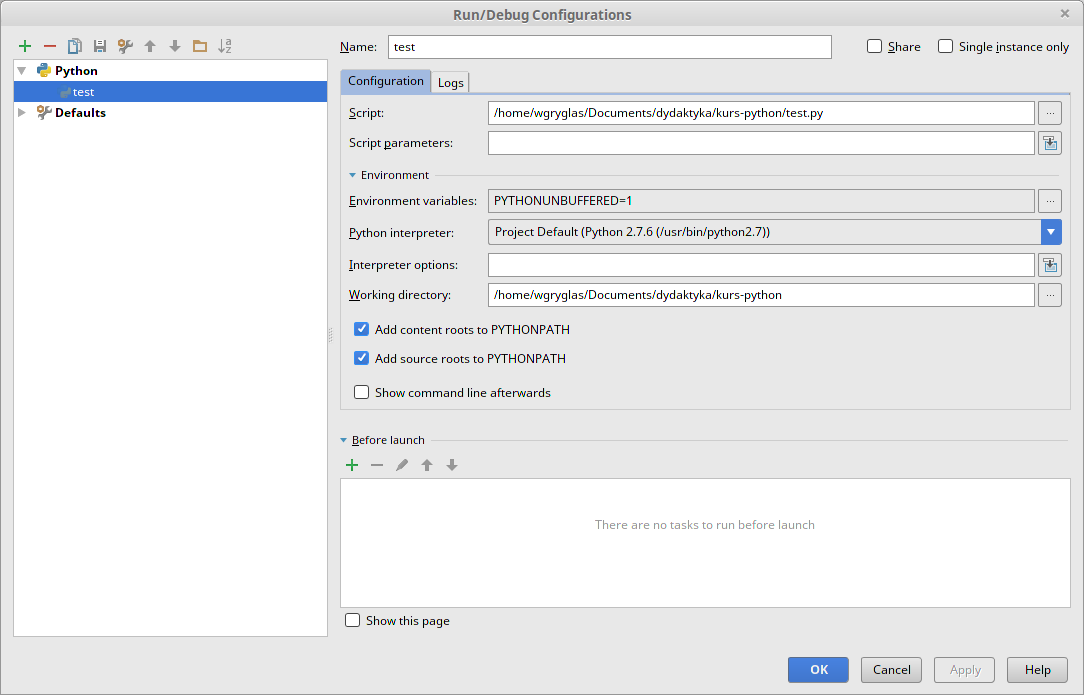 Run/Debug Configurations
Name: test Share Single instance only
Python
test
Defaults
Configuration Logs
Script: /home/wgryglas/Documents/dydaktyka/kurs-python/test.py ...
Script parameters:
Environment
Environment variables: PYTHONUNBUFFERED=1 ...
Python interpreter: Project Default (Python 2.7.6 (/usr/bin/python2.7))
Interpreter options:
Working directory: /home/wgryglas/Documents/dydaktyka/kurs-python ...
Add content roots to PYTHONPATH
Add source roots to PYTHONPATH
Show command line afterwards
Before launch
There are no tasks to run before launch
Show this page
OK Cancel Apply Help